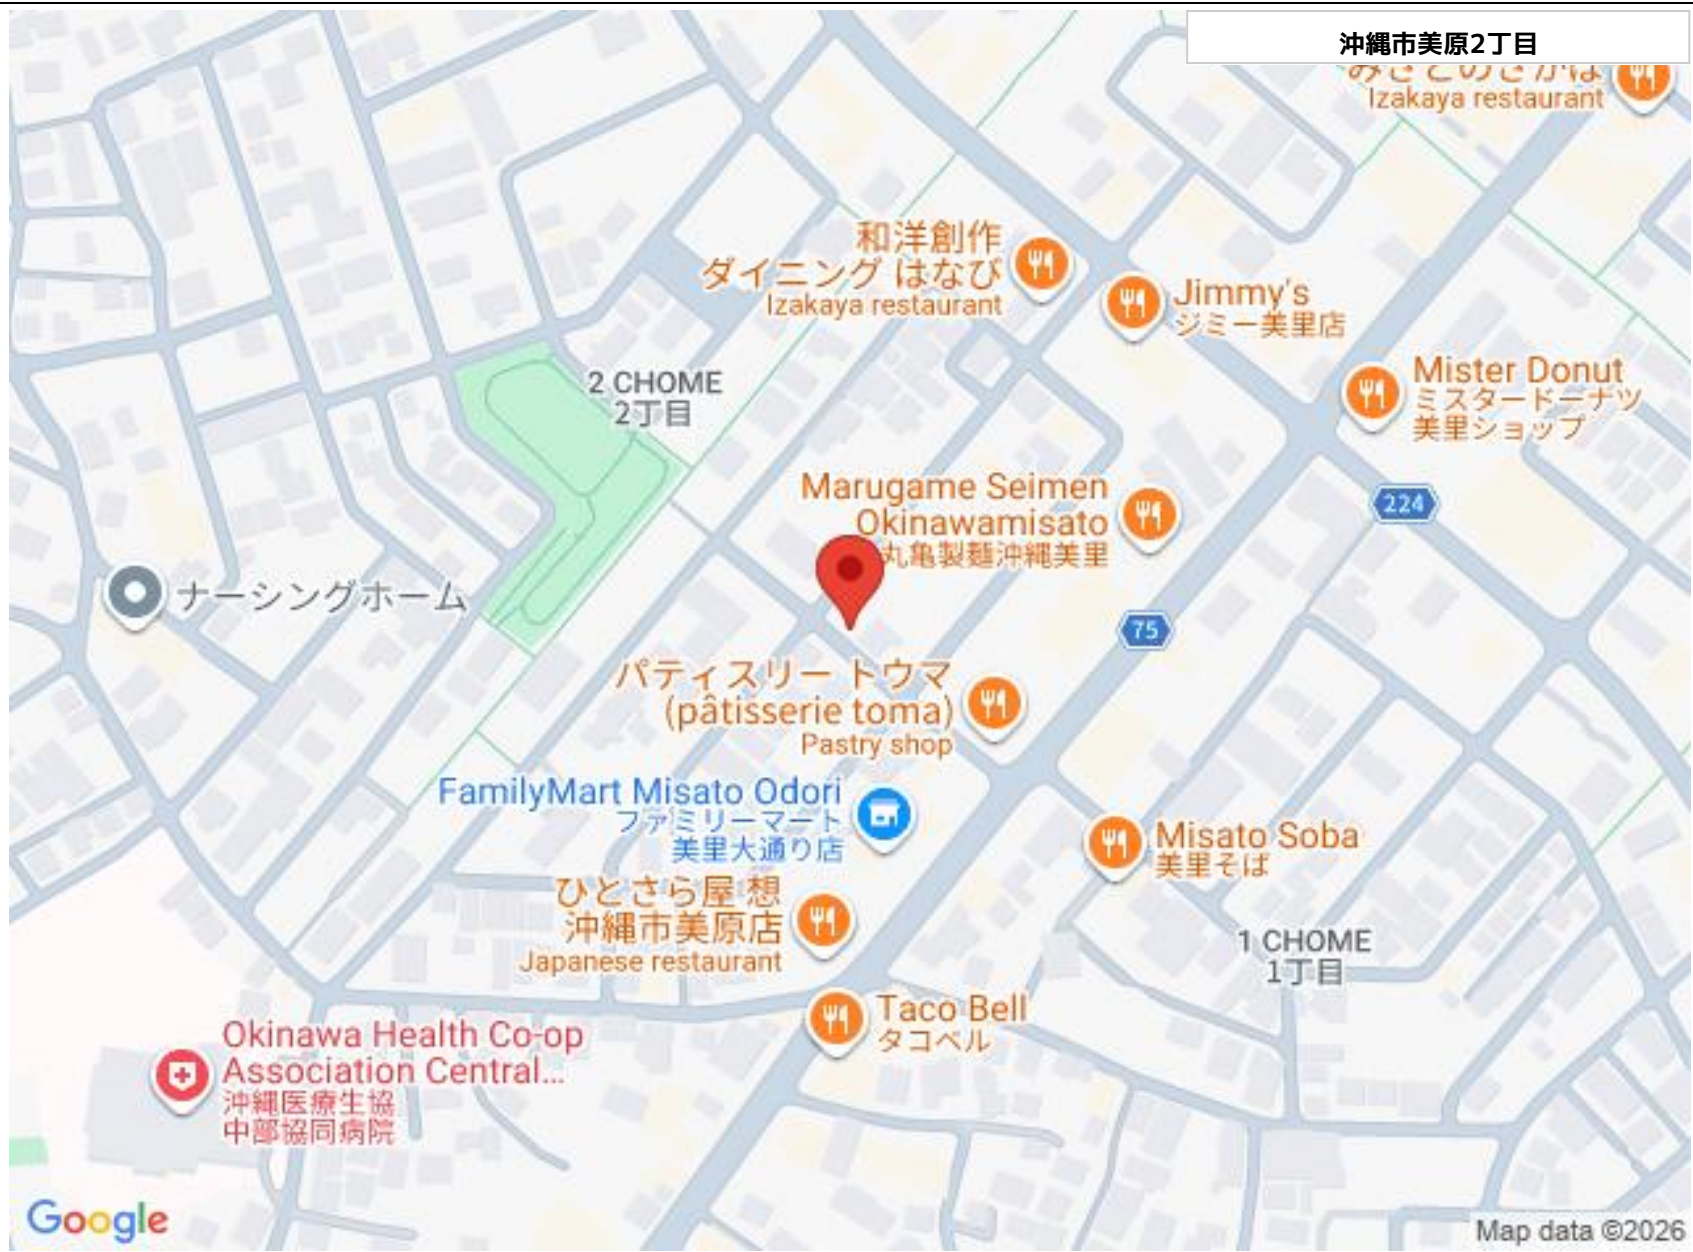 沖縄市美原2丁目
みさとのさかば
Izakaya restaurant
和洋創作
ダイニング はなび
Izakaya restaurant
Jimmy's
ジミー美里店
Mister Donut
ミスタードーナツ
美里ショップ
2 CHOME
2丁目
Marugame Seimen
Okinawamisato
丸亀製麺沖縄美里
224
ナーシングホーム
75
パティスリー トウマ
(pâtisserie toma)
Pastry shop
FamilyMart Misato Odori
ファミリーマート
美里大通り店
Misato Soba
美里そば
ひとさら屋 想
沖縄市美原店
Japanese restaurant
1 CHOME
1丁目
Taco Bell
タコベル
Okinawa Health Co-op
Association Central...
沖縄医療生協
中部協同病院
Google
Map data ©2026